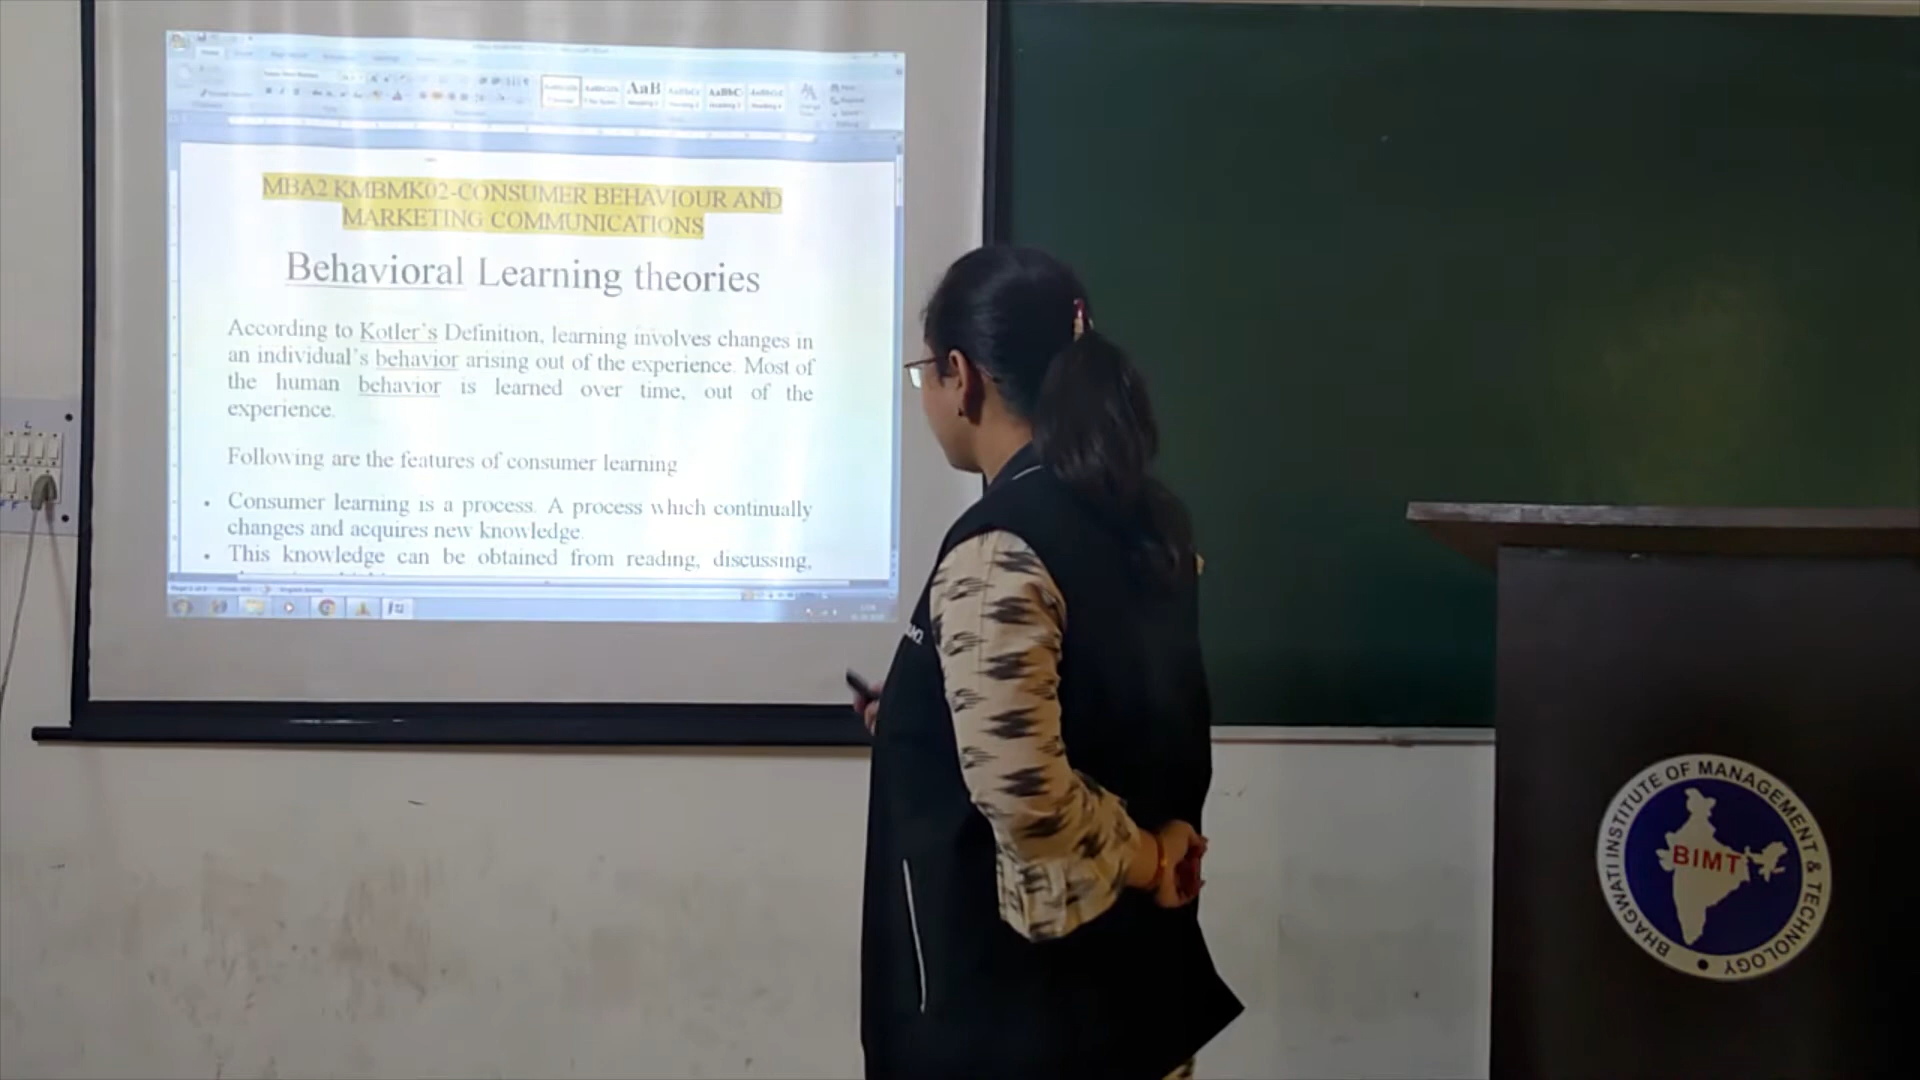 AaB
AaBbC
MBA2 KMBMK02-CONSUMER BEHAVIOUR AND
MARKETING COMMUNICATIONS
Behavioral Learning theories
According to Kotler's Definition, learning involves changes in
an individual's behavior arising out of the experience. Most of
the human behavior is learned over time, out of the
experience.
Following are the features of consumer learning
• Consumer learning is a process. A process which continually
changes and acquires new knowledge.
• This knowledge can be obtained from reading, discussing,
BHAGWATI INSTITUTE OF MANAGEMENT & TECHNOLOGY
BIMT